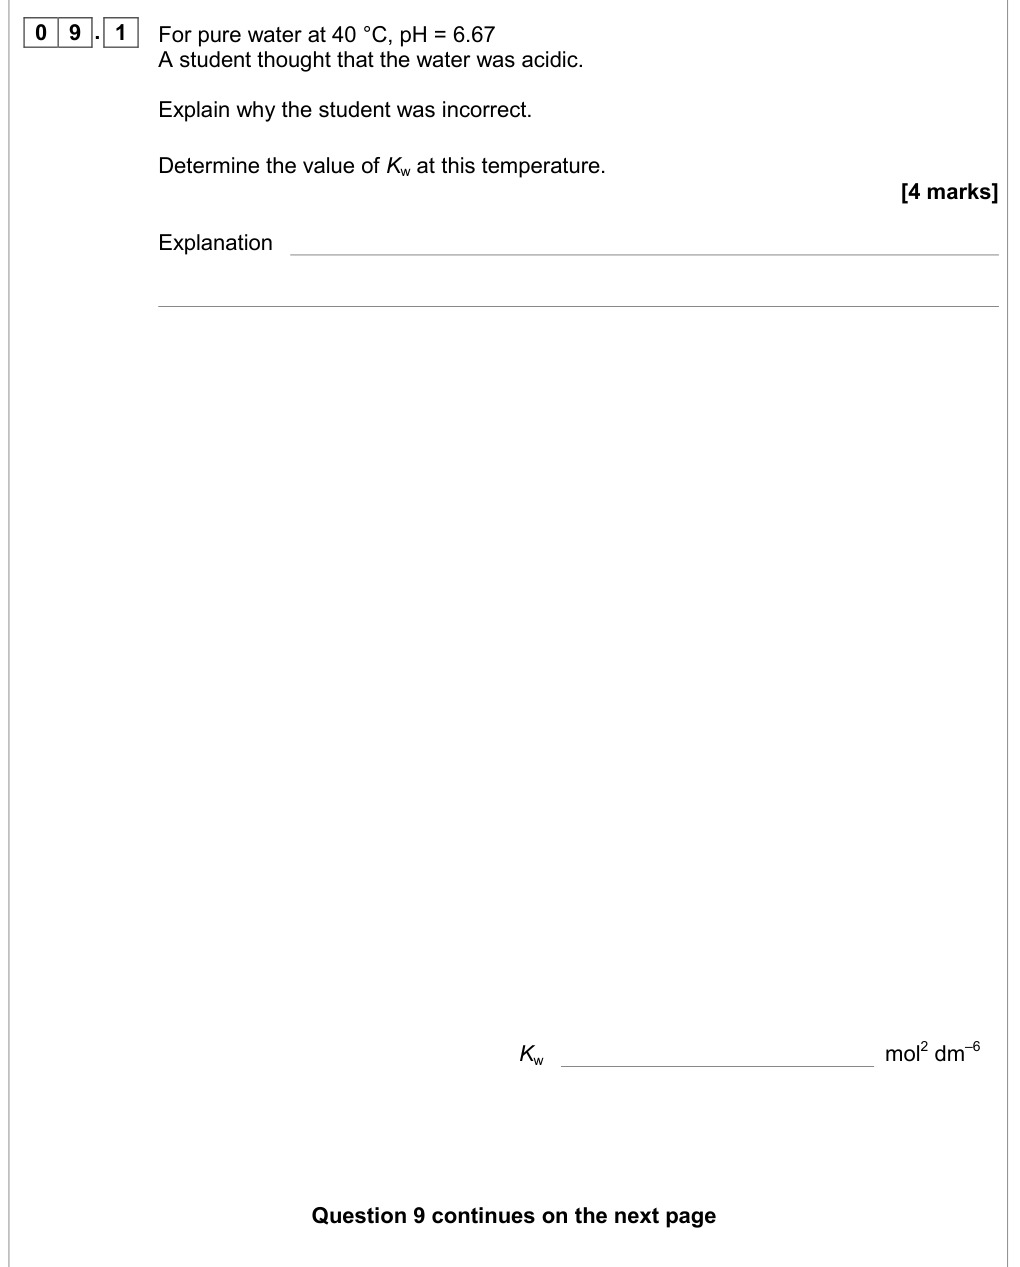 09.1 For pure water at 40 °C, pH = 6.67
A student thought that the water was acidic.
Explain why the student was incorrect.
Determine the value of Kw at this temperature.
[4 marks]
Explanation
Kw mol² dm⁻⁶
Question 9 continues on the next page